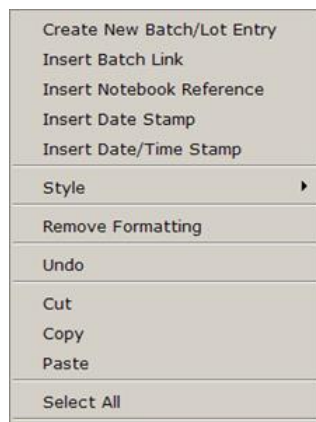 Create New Batch/Lot Entry
Insert Batch Link
Insert Notebook Reference
Insert Date Stamp
Insert Date/Time Stamp
Style
Remove Formatting
Undo
Cut
Copy
Paste
Select All